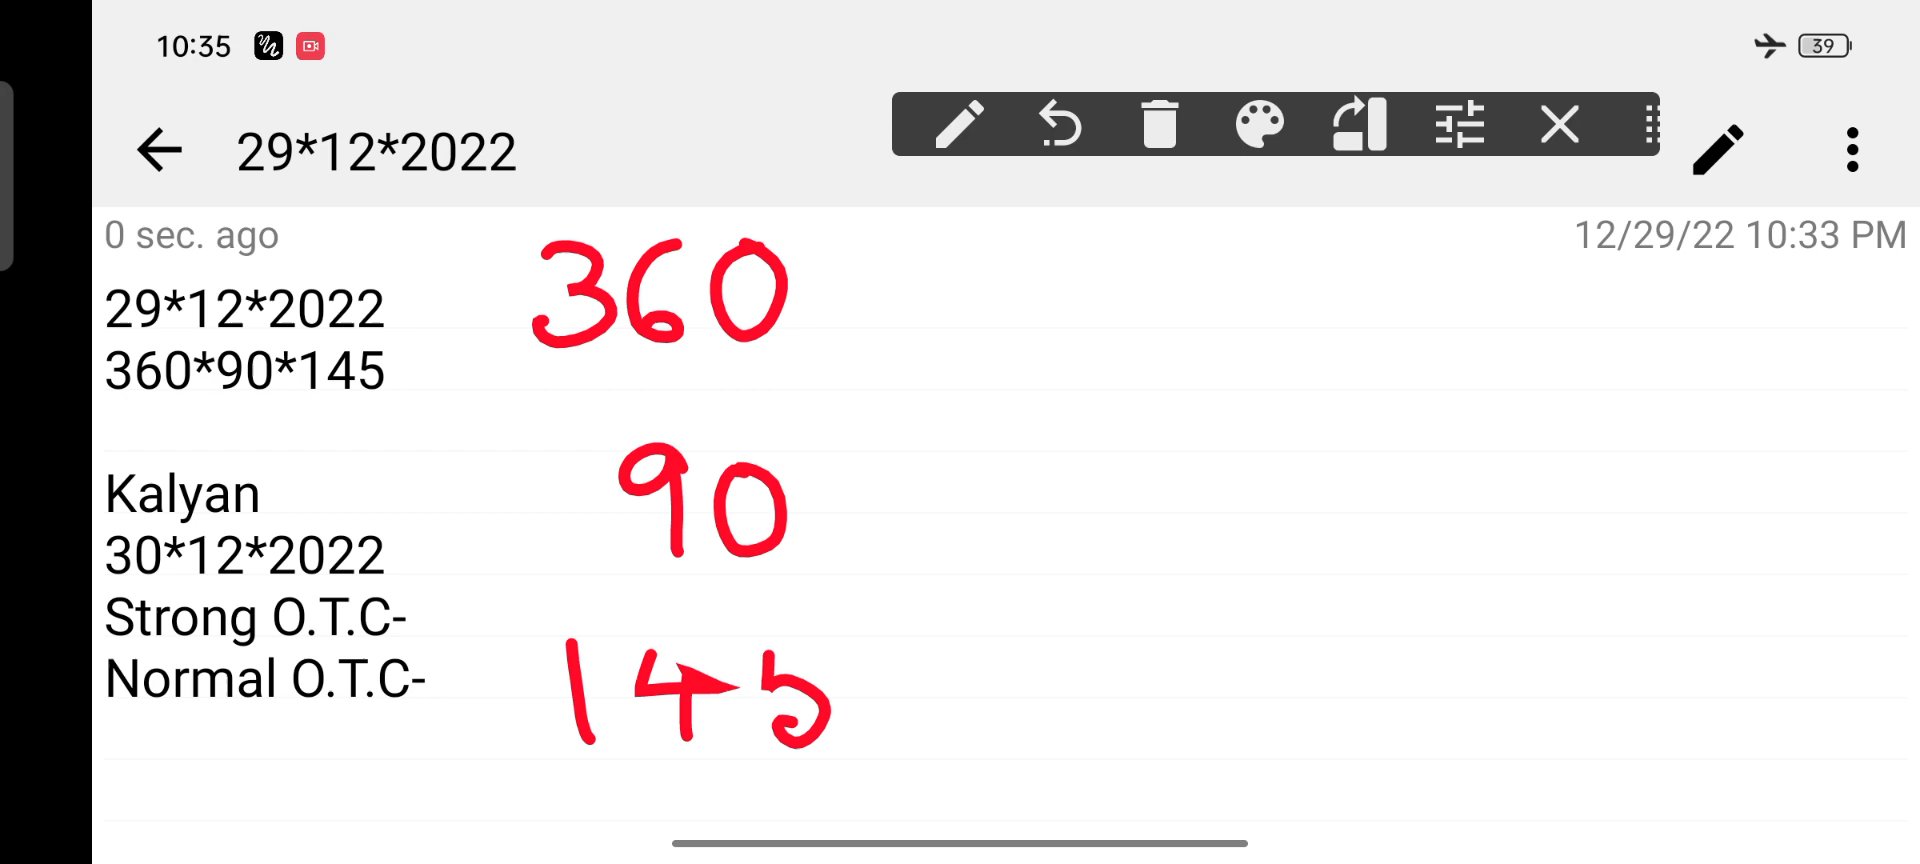 10:35
39
29*12*2022
0 sec. ago
12/29/22 10:33 PM
29*12*2022
360*90*145
Kalyan
30*12*2022
Strong O.T.C-
Normal O.T.C-
360
90
145